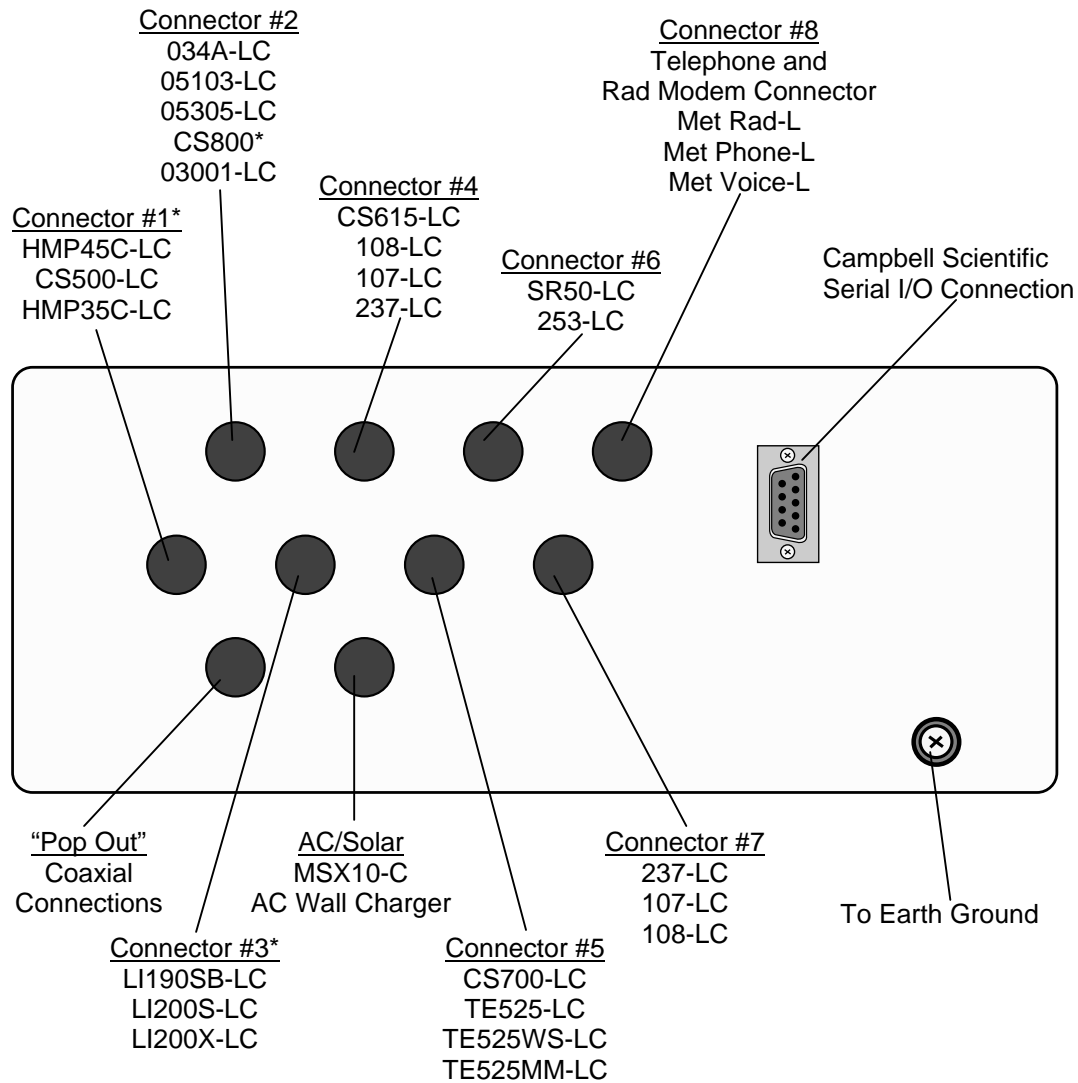 Connector #2
034A-LC
05103-LC
05305-LC
CS800*
03001-LC
Connector #8
Telephone and
Rad Modem Connector
Met Rad-L
Met Phone-L
Met Voice-L
Connector #1*
HMP45C-LC
CS500-LC
HMP35C-LC
Connector #4
CS615-LC
108-LC
107-LC
237-LC
Connector #6
SR50-LC
253-LC
Campbell Scientific
Serial I/O Connection
“Pop Out”
Coaxial
Connections
AC/Solar
MSX10-C
AC Wall Charger
Connector #7
237-LC
107-LC
108-LC
To Earth Ground
Connector #3*
LI190SB-LC
LI200S-LC
LI200X-LC
Connector #5
CS700-LC
TE525-LC
TE525WS-LC
TE525MM-LC